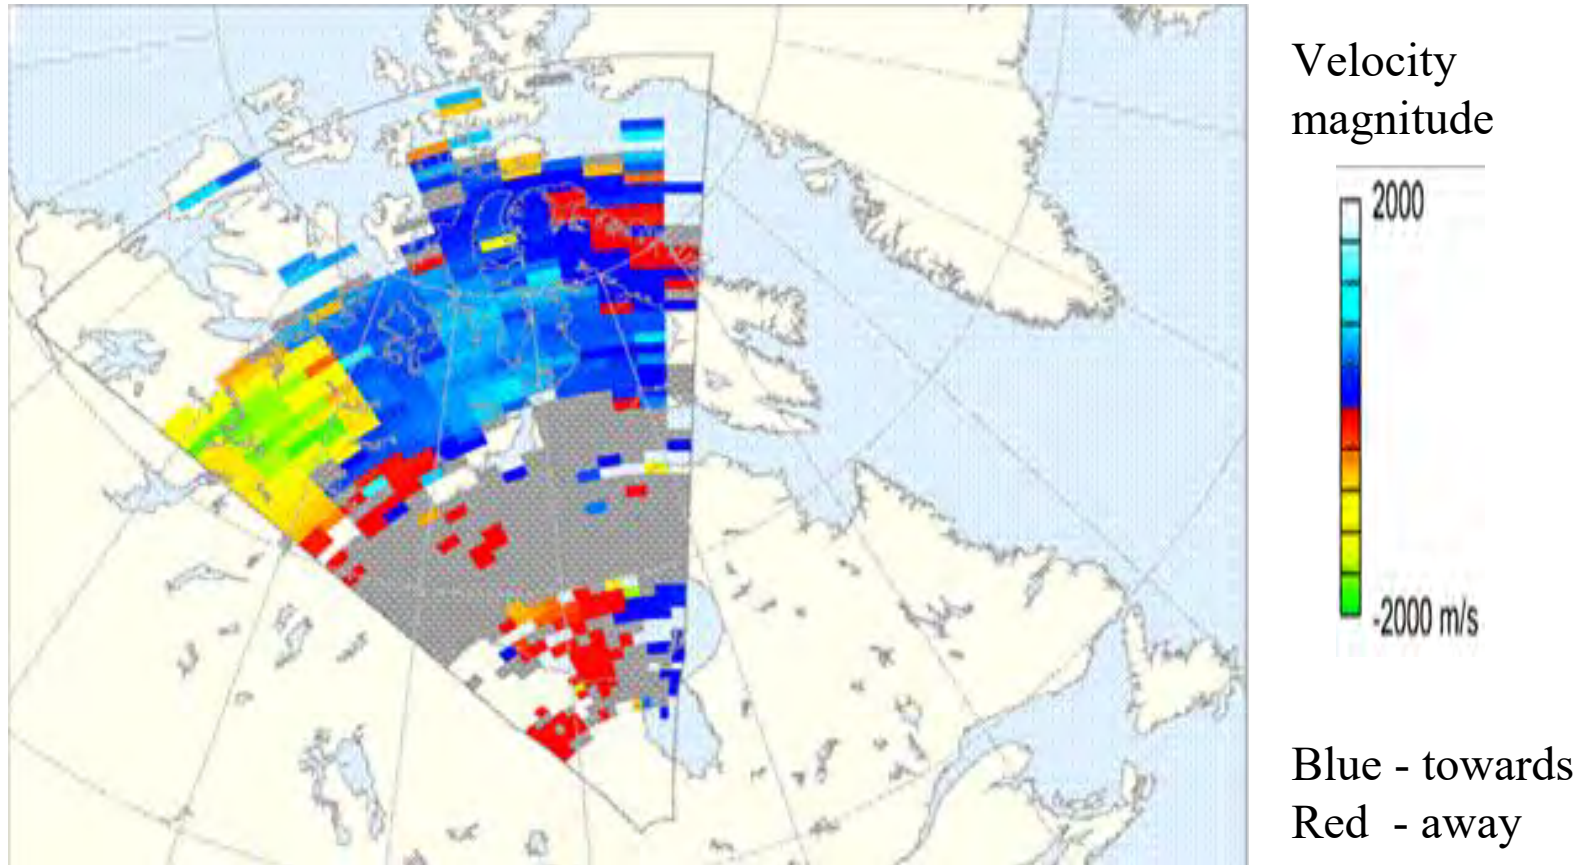 Velocity
magnitude
2000
-2000 m/s
Blue - towards
Red - away